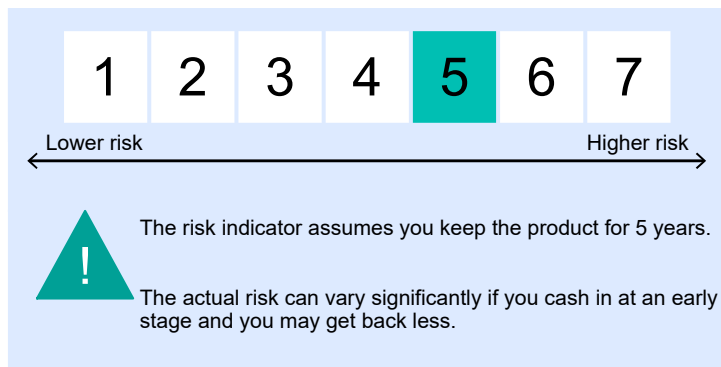 1 2 3 4 5 6 7
Lower risk Higher risk
The risk indicator assumes you keep the product for 5 years.
!
The actual risk can vary significantly if you cash in at an early
stage and you may get back less.